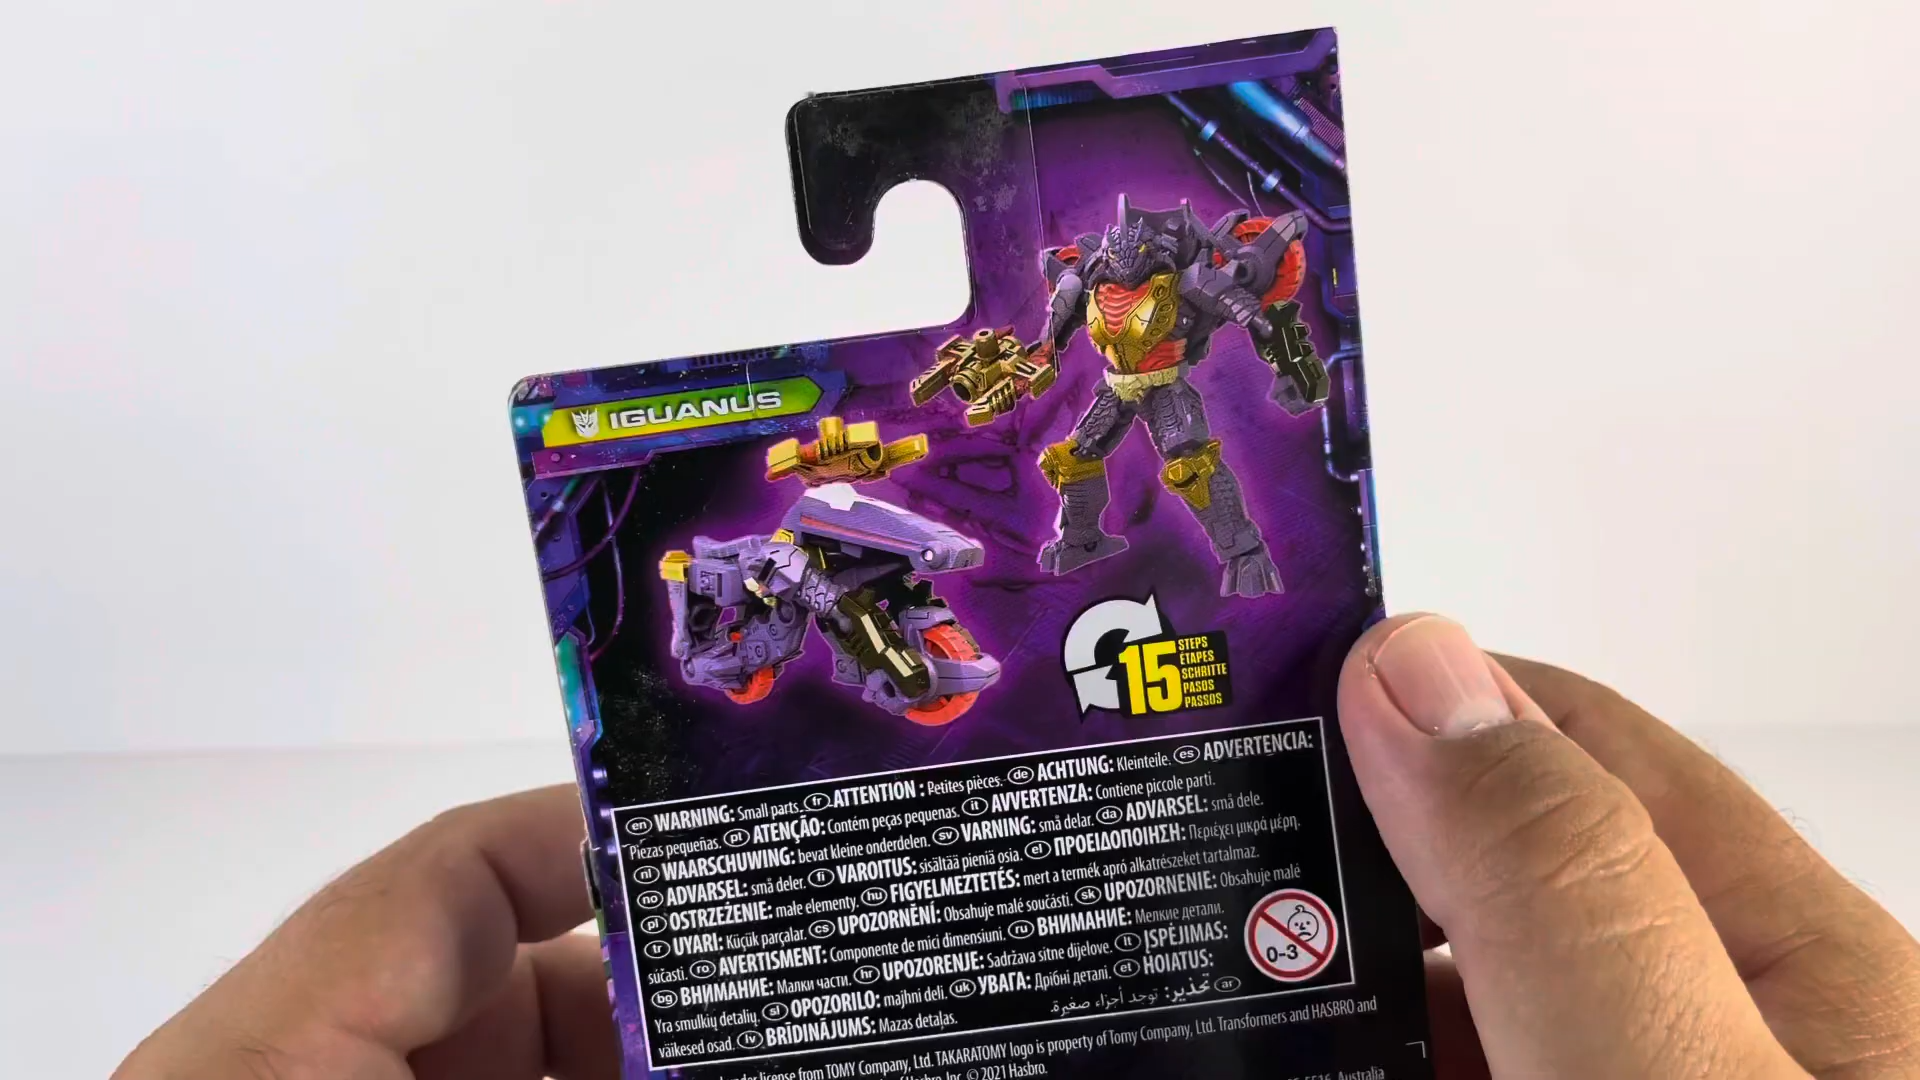 IGUANUS
15 STEPS
ÉTAPES
SCHRITTE
PASOS
PASSOS
en WARNING: Small parts. fr ATTENTION : Petites pièces. de ACHTUNG: Kleinteile. es ADVERTENCIA:
Piezas pequeñas. pt ATENÇÃO: Contém peças pequenas. it AVVERTENZA: Contiene piccole parti.
nl WAARSCHUWING: bevat kleine onderdelen. sv VARNING: små delar. da ADVARSEL: små dele.
no ADVARSEL: små deler. fi VAROITUS: sisältää pieniä osia. el ΠΡΟΕΙΔΟΠΟΙΗΣΗ: Περιέχει μικρά μέρη.
pl OSTRZEŻENIE: małe elementy. hu FIGYELMEZTETÉS: mert a termék apró alkatrészeket tartalmaz.
tr UYARI: Küçük parçalar. cs UPOZORNĚNÍ: Obsahuje malé součásti. sk UPOZORNENIE: Obsahuje malé
súčasti. ro AVERTISMENT: Componente de mici dimensiuni. ru ВНИМАНИЕ: Мелкие детали.
bg ВНИМАНИЕ: Малки части. hr UPOZORENJE: Sadržava sitne dijelove. lt ĮSPĖJIMAS:
Yra smulkių detalių. sl OPOZORILO: majhni deli. uk УВАГА: Дрібні деталі. et HOIATUS:
väikesed osad. lv BRĪDINĀJUMS: Mazas detaļas. ar تحذير: توجد أجزاء صغيرة.
0-3
under license from TOMY Company, Ltd. TAKARATOMY logo is property of Tomy Company, Ltd. Transformers and HASBRO and
Hasbro, Inc. © 2021 Hasbro.
Australia